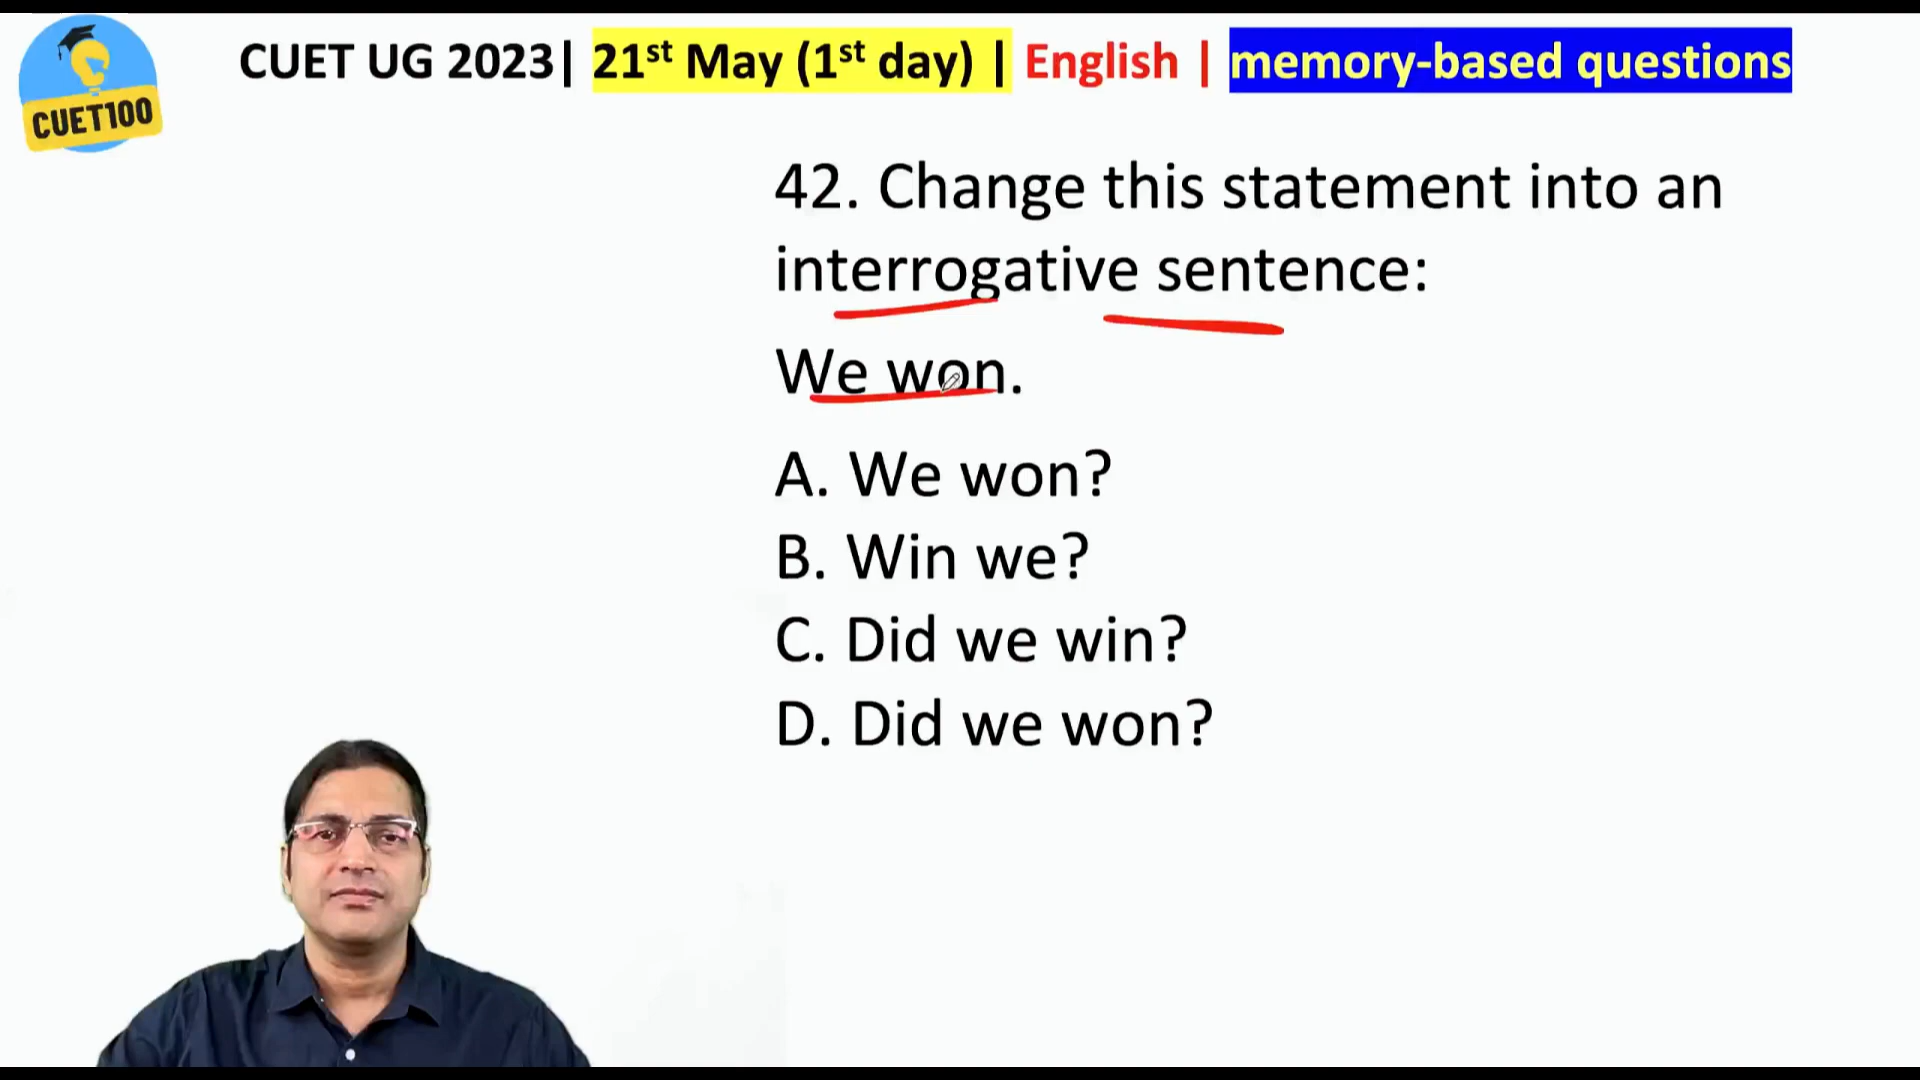 CUET100
CUET UG 2023| 21st May (1st day) | English | memory-based questions
42. Change this statement into an
interrogative sentence:
We won.
A. We won?
B. Win we?
C. Did we win?
D. Did we won?